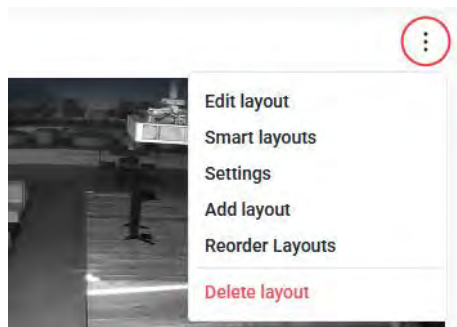 Edit layout
Smart layouts
Settings
Add layout
Reorder Layouts
Delete layout